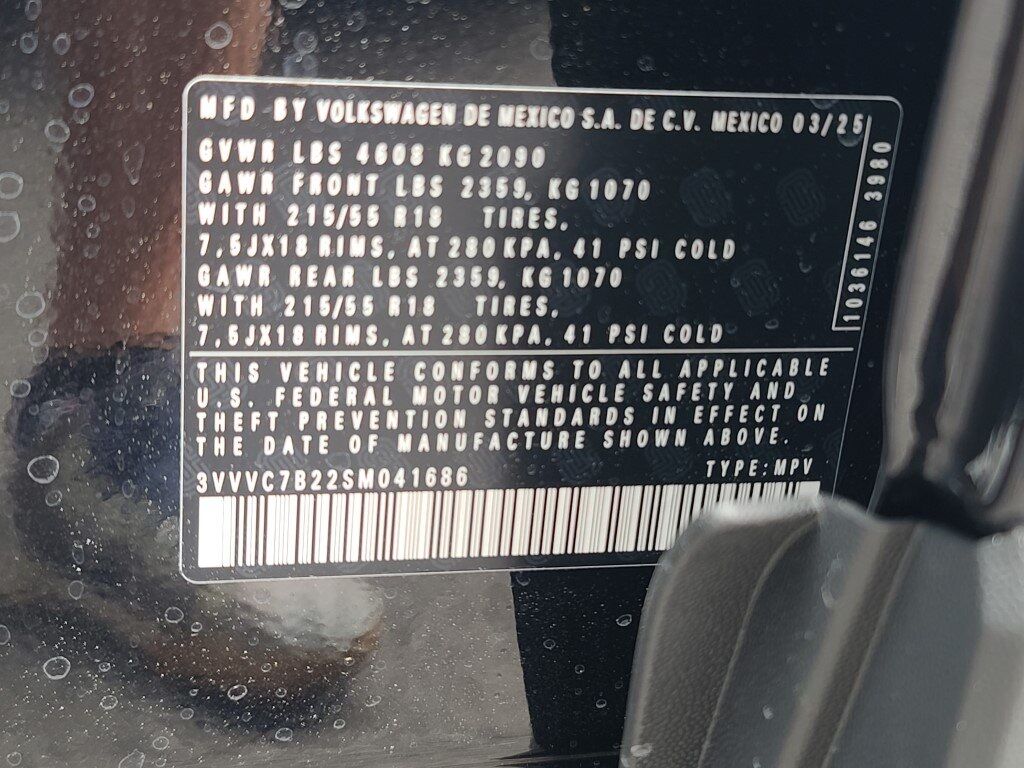 MFD BY VOLKSWAGEN DE MEXICO S.A. DE C.V. MEXICO 03/25
GVWR LBS 4608 KG 2090
GAWR FRONT LBS 2359, KG 1070
WITH 215/55 R18 TIRES,
7,5JX18 RIMS, AT 280 KPA, 41 PSI COLD
GAWR REAR LBS 2359, KG 1070
WITH 215/55 R18 TIRES,
7,5JX18 RIMS, AT 280 KPA, 41 PSI COLD
1036146 3980
THIS VEHICLE CONFORMS TO ALL APPLICABLE
U.S. FEDERAL MOTOR VEHICLE SAFETY AND
THEFT PREVENTION STANDARDS IN EFFECT ON
THE DATE OF MANUFACTURE SHOWN ABOVE.
3VVVC7B22SM041686 TYPE: MPV